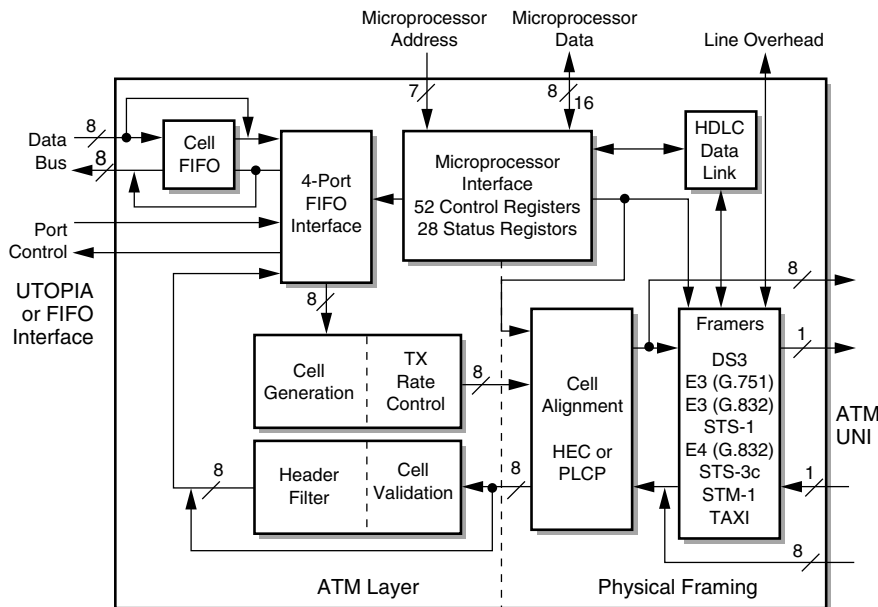 Microprocessor
Address
Microprocessor
Data
Line Overhead
7
8
16
Data
Bus
8
8
Cell
FIFO
4-Port
FIFO
Interface
Microprocessor
Interface
52 Control Registers
28 Status Registors
HDLC
Data
Link
Port
Control
UTOPIA
or FIFO
Interface
8
8
Cell
Generation
TX
Rate
Control
8
Cell
Alignment
HEC or
PLCP
Framers
DS3
E3 (G.751)
E3 (G.832)
STS-1
E4 (G.832)
STS-3c
STM-1
TAXI
1
ATM
UNI
8
Header
Filter
Cell
Validation
8
1
8
ATM Layer
Physical Framing